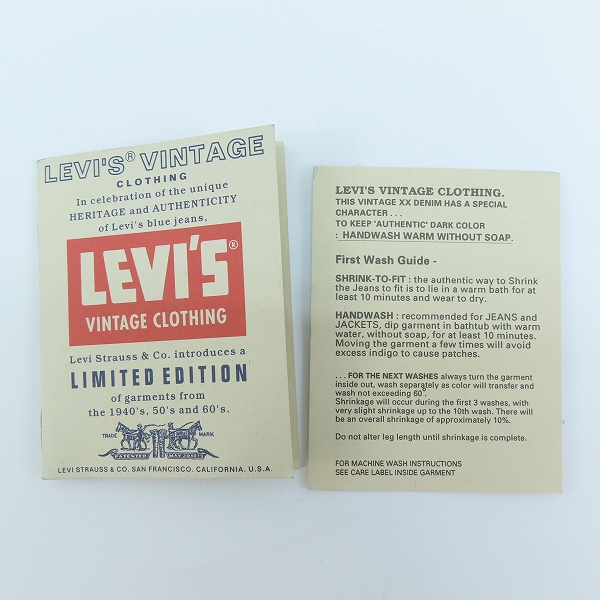 LEVI'S® VINTAGE
CLOTHING
In celebration of the unique
HERITAGE and AUTHENTICITY
of Levi's blue jeans,
LEVI'S®
VINTAGE CLOTHING
Levi Strauss & Co. introduces a
LIMITED EDITION
of garments from
the 1940's, 50's and 60's.
TRADE MARK
PATENTED MAY 20 1873
LEVI STRAUSS & CO. SAN FRANCISCO. CALIFORNIA. U.S.A.
LEVI'S VINTAGE CLOTHING.
THIS VINTAGE XX DENIM HAS A SPECIAL
CHARACTER . . .
TO KEEP 'AUTHENTIC' DARK COLOR
: HANDWASH WARM WITHOUT SOAP.
First Wash Guide -
SHRINK-TO-FIT : the authentic way to Shrink
the Jeans to fit is to lie in a warm bath for at
least 10 minutes and wear to dry.
HANDWASH : recommended for JEANS and
JACKETS, dip garment in bathtub with warm
water, without soap, for at least 10 minutes.
Moving the garment a few times will avoid
excess indigo to cause patches.
. . . FOR THE NEXT WASHES always turn the garment
inside out, wash separately as color will transfer and
wash not exceeding 60°.
Shrinkage will occur during the first 3 washes, with
very slight shrinkage up to the 10th wash. There will
be an overall shrinkage of approximately 10%.
Do not alter leg length until shrinkage is complete.
FOR MACHINE WASH INSTRUCTIONS
SEE CARE LABEL INSIDE GARMENT